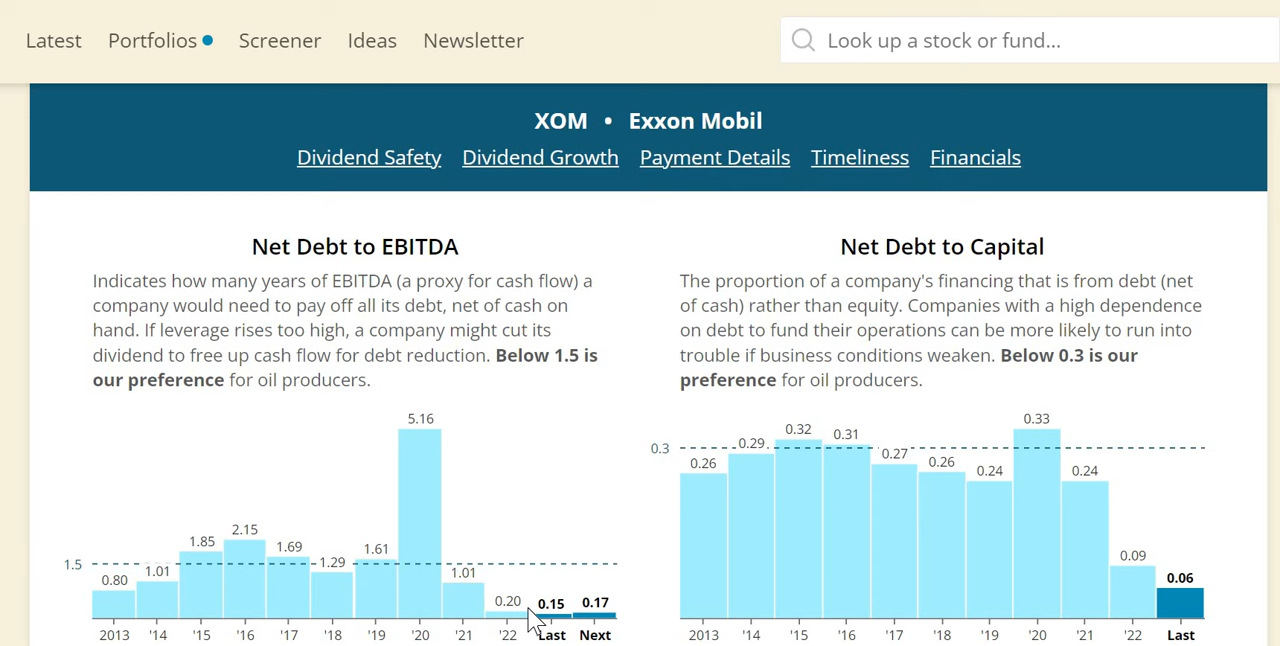 Latest Portfolios Screener Ideas Newsletter Look up a stock or fund...
XOM • Exxon Mobil
Dividend Safety Dividend Growth Payment Details Timeliness Financials
Net Debt to EBITDA
Indicates how many years of EBITDA (a proxy for cash flow) a
company would need to pay off all its debt, net of cash on
hand. If leverage rises too high, a company might cut its
dividend to free up cash flow for debt reduction. Below 1.5 is
our preference for oil producers.
5.16
2.15
1.85
1.69
1.61
1.5
1.29
1.01
1.01
0.80
0.20
0.15
0.17
2013 '14 '15 '16 '17 '18 '19 '20 '21 '22 Last Next
Net Debt to Capital
The proportion of a company's financing that is from debt (net
of cash) rather than equity. Companies with a high dependence
on debt to fund their operations can be more likely to run into
trouble if business conditions weaken. Below 0.3 is our
preference for oil producers.
0.33
0.32
0.31
0.3
0.29
0.27
0.26
0.26
0.24
0.24
0.09
0.06
2013 '14 '15 '16 '17 '18 '19 '20 '21 '22 Last